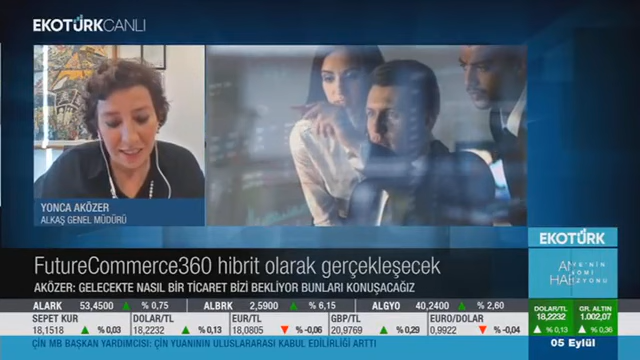 EKOTÜRK CANLI
YONCA AKÖZER
ALKAŞ GENEL MÜDÜRÜ
EKOTÜRK
FutureCommerce360 hibrit olarak gerçekleşecek
AKÖZER: GELECEKTE NASIL BİR TİCARET BİZİ BEKLİYOR BUNLARI KONUŞACAĞIZ
ALARK 53,4500 % 0,75 ALBRK 2,5900 % 6,15 ALGYO 40,2400 % 2,60
SEPET KUR DOLAR/TL EUR/TL GBP/TL EURO/DOLAR
18,1518 % 0,03 18,2232 % 0,13 18,0805 % -0,06 20,9769 % 0,29 0,9922 % -0,04
DOLAR/TL GR. ALTIN
18,2232 1.002,07
% 0,13 % 0,36
ÇİN MB BAŞKAN YARDIMCISI: ÇİN YUANININ ULUSLARARASI KABUL EDİLİRLİĞİ ARTTI
05 Eylül